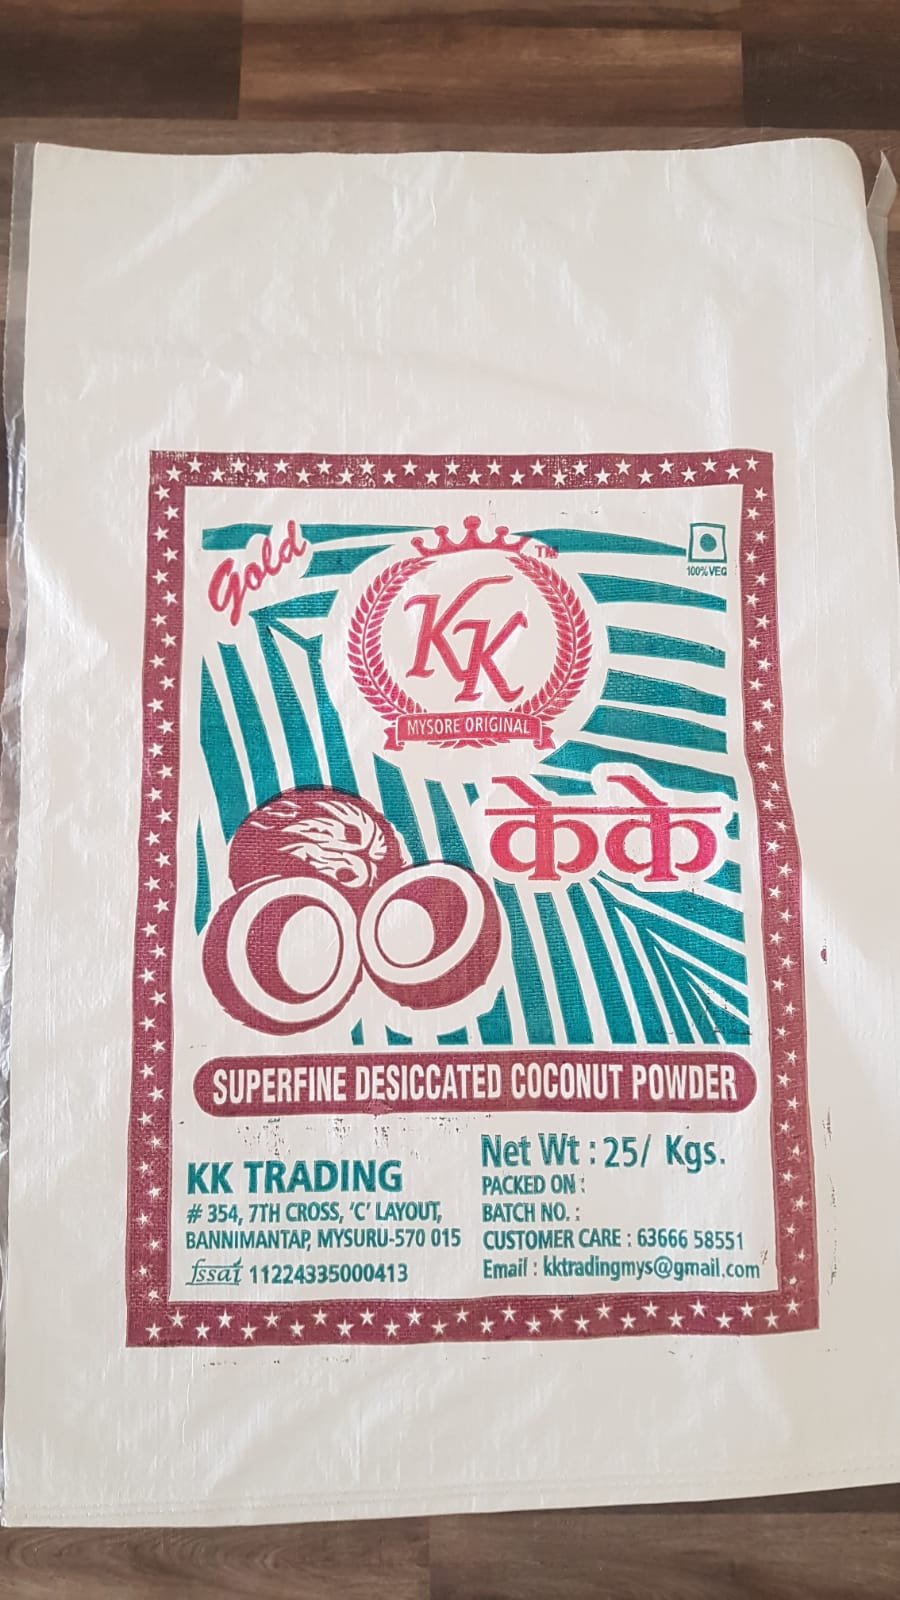 Gold
TM
100% VEG
KK
MYSORE ORIGINAL
केके
SUPERFINE DESICCATED COCONUT POWDER
KK TRADING
# 354, 7TH CROSS, 'C' LAYOUT,
BANNIMANTAP, MYSURU-570 015
fssai 11224335000413
Net Wt : 25/ Kgs.
PACKED ON :
BATCH NO. :
CUSTOMER CARE : 63666 58551
Email : kktradingmys@gmail.com